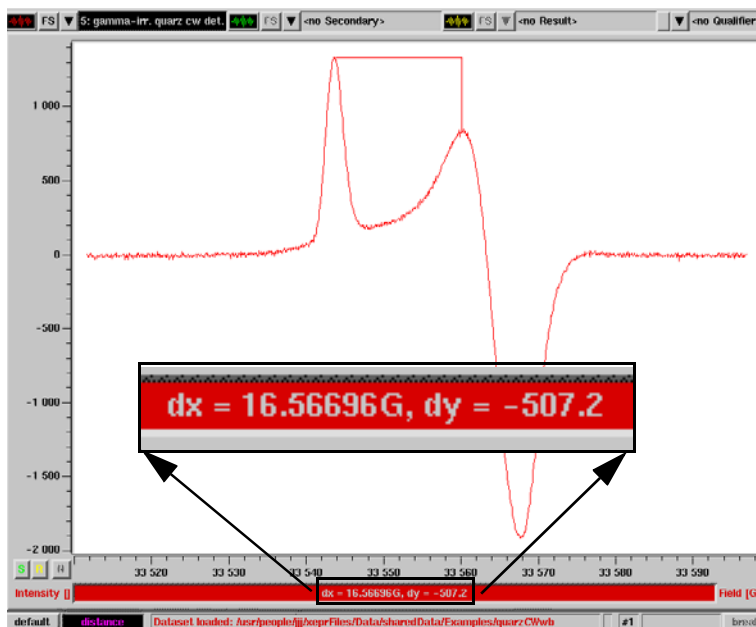 FS 5: gamma-irr. quarz cw det. FS <no Secondary> FS <no Result> <no Qualifier
1 000
500
0
-500
-1 000
-1 500
-2 000
dx = 16.56696G, dy = -507.2
33 520 33 530 33 540 33 550 33 560 33 570 33 580 33 590
S R N
Intensity [] dx = 16.56696G, dy = -507.2 Field [G
default distance Dataset loaded: /usr/people/jjj/xeprFiles/Data/sharedData/Examples/quarzCWwb #1